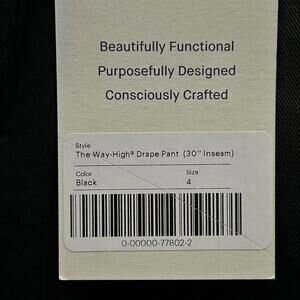 Beautifully Functional
Purposefully Designed
Consciously Crafted
Style
The Way-High® Drape Pant (30" Inseam)
Color Size
Black 4
0-00000-77802-2